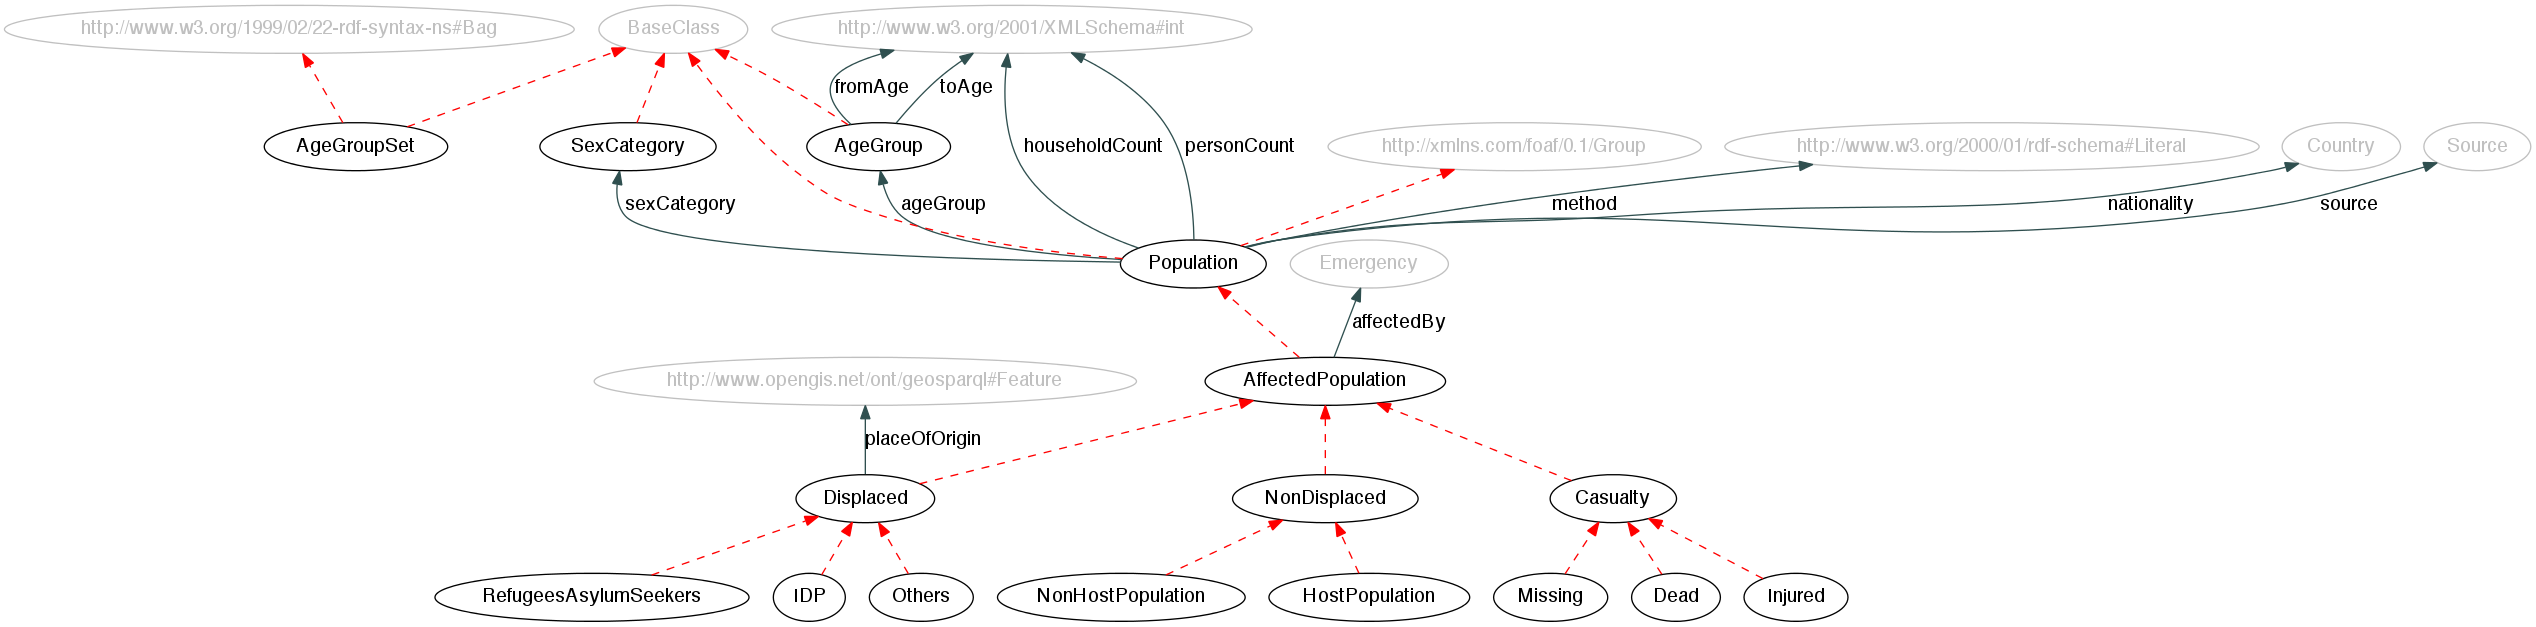 http://www.w3.org/1999/02/22-rdf-syntax-ns#Bag
BaseClass
http://www.w3.org/2001/XMLSchema#int
fromAge
toAge
AgeGroupSet
SexCategory
AgeGroup
householdCount
personCount
http://xmlns.com/foaf/0.1/Group
http://www.w3.org/2000/01/rdf-schema#Literal
Country
Source
sexCategory
ageGroup
method
nationality
source
Population
Emergency
affectedBy
http://www.opengis.net/ont/geosparql#Feature
AffectedPopulation
placeOfOrigin
Displaced
NonDisplaced
Casualty
RefugeesAsylumSeekers
IDP
Others
NonHostPopulation
HostPopulation
Missing
Dead
Injured